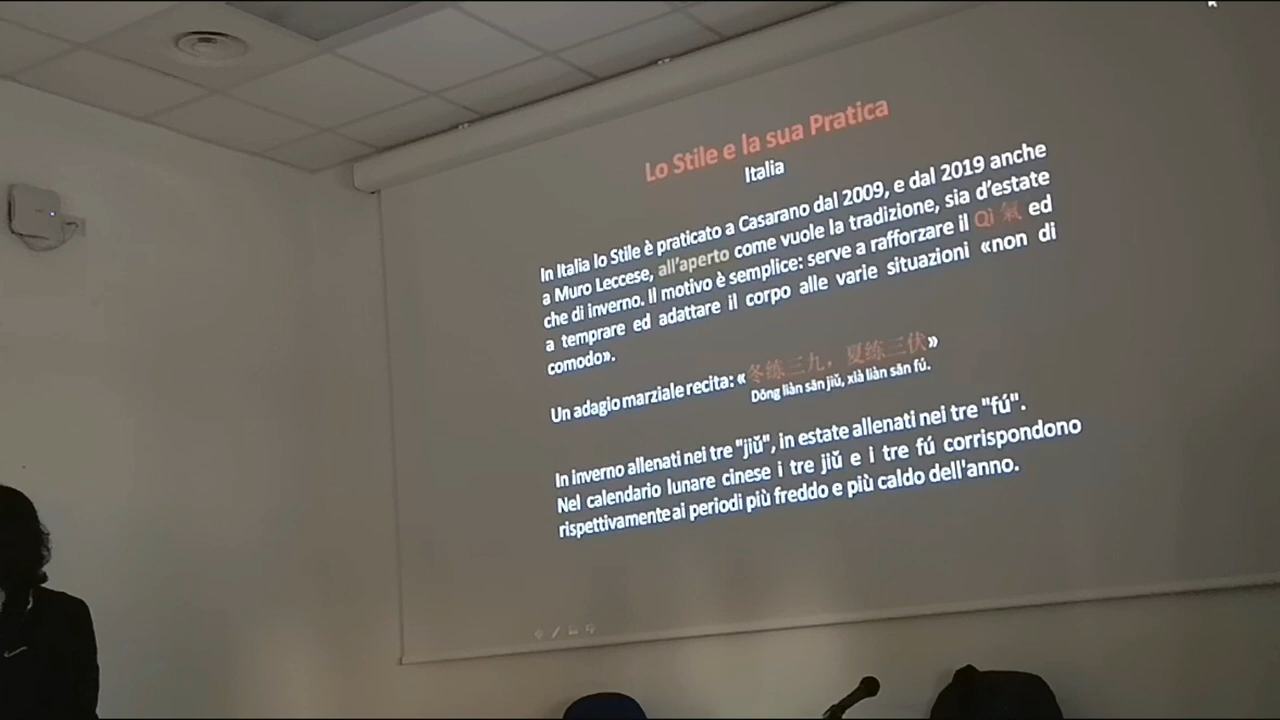 Lo Stile e la sua Pratica
Italia
In Italia lo Stile è praticato a Casarano dal 2009, e dal 2019 anche
a Muro Leccese, all'aperto come vuole la tradizione, sia d'estate
che di inverno. Il motivo è semplice: serve a rafforzare il Qì 氣 ed
a temprare ed adattare il corpo alle varie situazioni «non di
comodo».
Un adagio marziale recita: «冬练三九，夏练三伏»
Dōng liàn sān jiǔ, xià liàn sān fú.
In inverno allenati nei tre "jiǔ", in estate allenati nei tre "fú".
Nel calendario lunare cinese i tre jiǔ e i tre fú corrispondono
rispettivamente ai periodi più freddo e più caldo dell'anno.